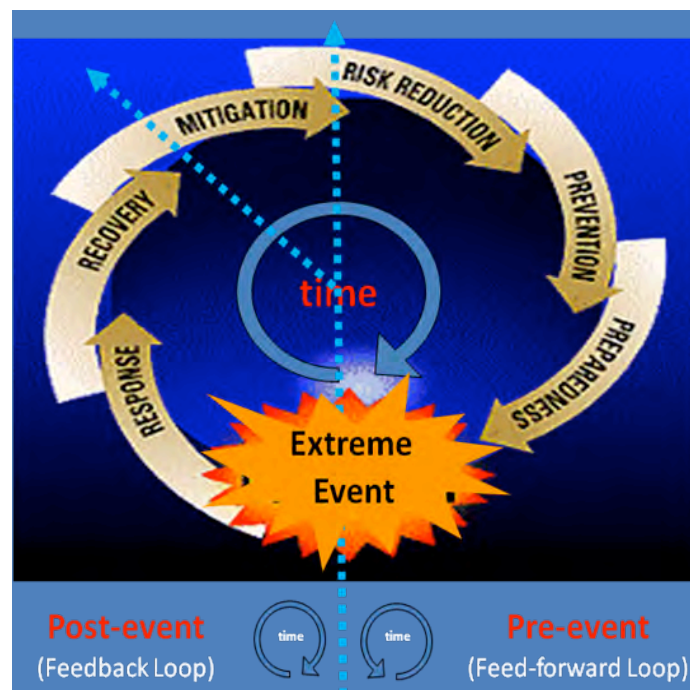 RISK REDUCTION
MITIGATION
PREVENTION
RECOVERY
time
PREPAREDNESS
RESPONSE
Extreme
Event
Post-event
(Feedback Loop)
time
time
Pre-event
(Feed-forward Loop)